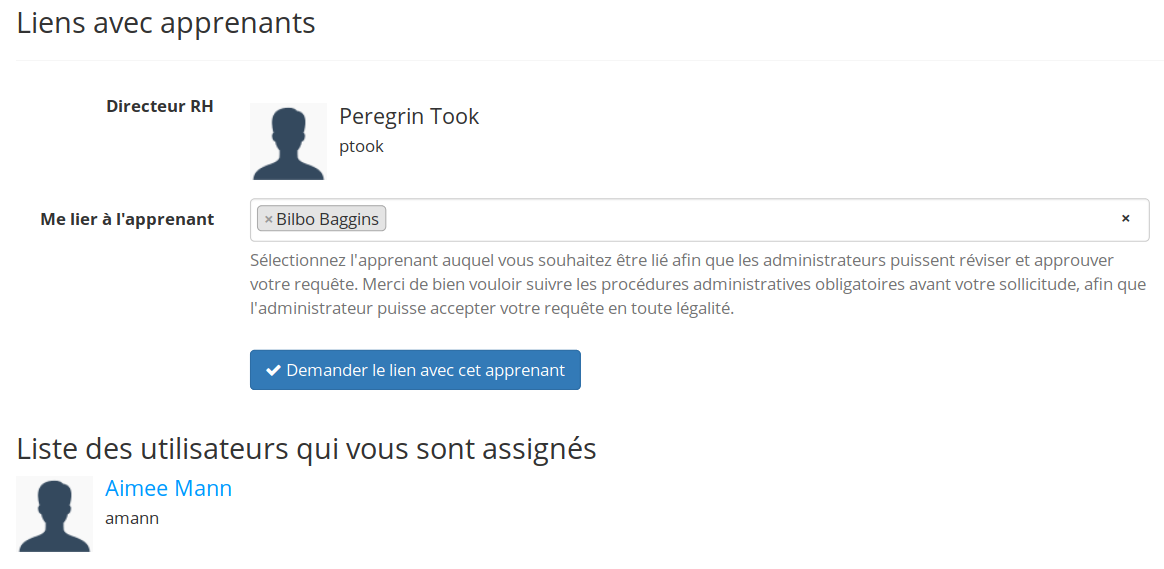 Liens avec apprenants
Directeur RH
Peregrin Took
ptook
Me lier à l'apprenant
× Bilbo Baggins ×
Sélectionnez l'apprenant auquel vous souhaitez être lié afin que les administrateurs puissent réviser et approuver
votre requête. Merci de bien vouloir suivre les procédures administratives obligatoires avant votre sollicitude, afin que
l'administrateur puisse accepter votre requête en toute légalité.
Demander le lien avec cet apprenant
Liste des utilisateurs qui vous sont assignés
Aimee Mann
amann